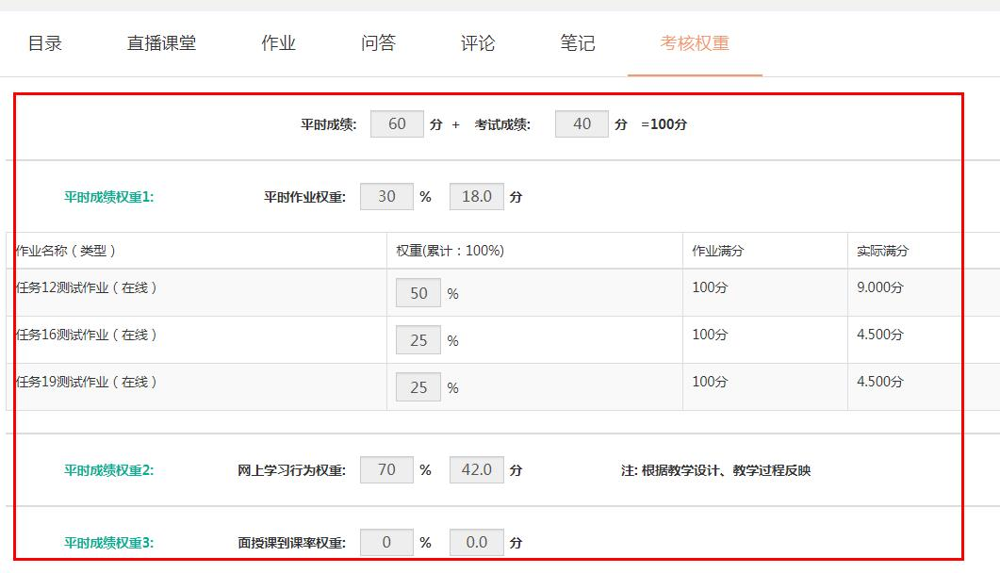 目录 直播课堂 作业 问答 评论 笔记 考核权重
平时成绩: 60 分 + 考试成绩: 40 分 =100分
平时成绩权重1: 平时作业权重: 30 % 18.0 分
作业名称（类型） 权重(累计：100%) 作业满分 实际满分
任务12测试作业（在线） 50 % 100分 9.000分
任务16测试作业（在线） 25 % 100分 4.500分
任务19测试作业（在线） 25 % 100分 4.500分
平时成绩权重2: 网上学习行为权重: 70 % 42.0 分 注: 根据教学设计、教学过程反映
平时成绩权重3: 面授课到课率权重: 0 % 0.0 分